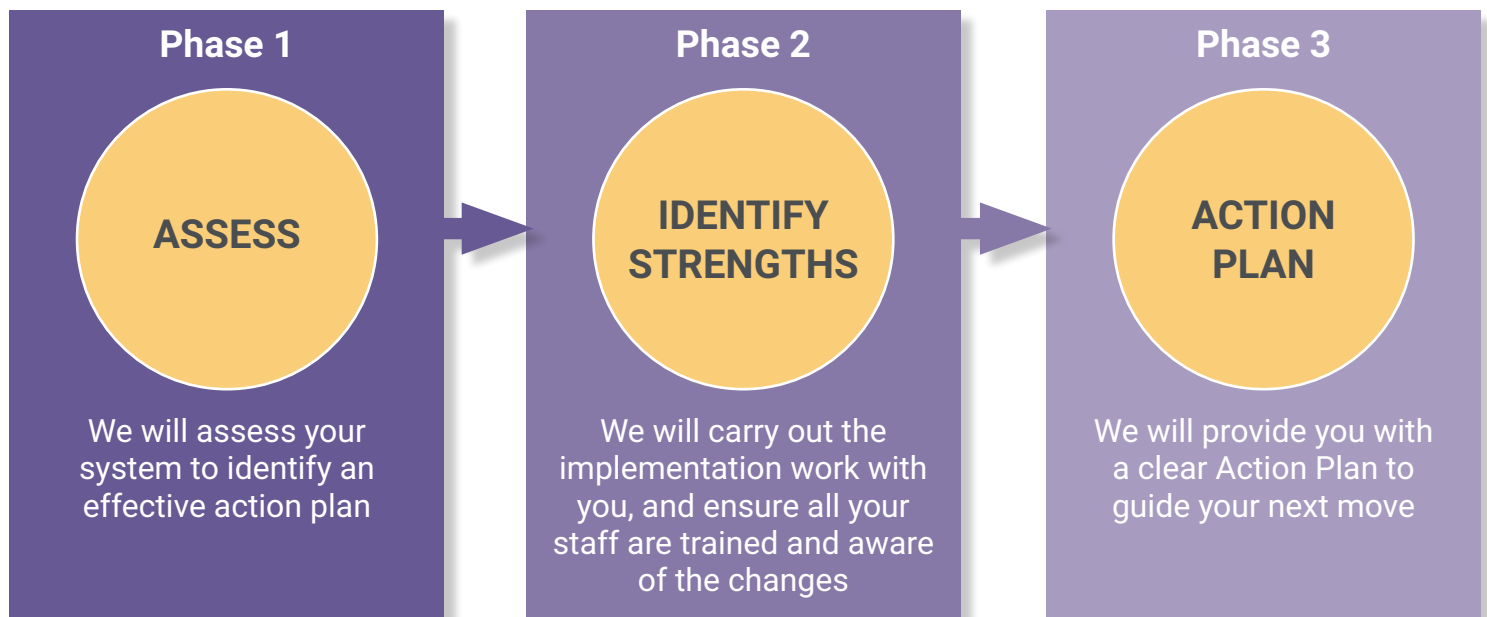 Phase 1
ASSESS
We will assess your
system to identify an
effective action plan
Phase 2
IDENTIFY
STRENGTHS
We will carry out the
implementation work with
you, and ensure all your
staff are trained and aware
of the changes
Phase 3
ACTION
PLAN
We will provide you with
a clear Action Plan to
guide your next move